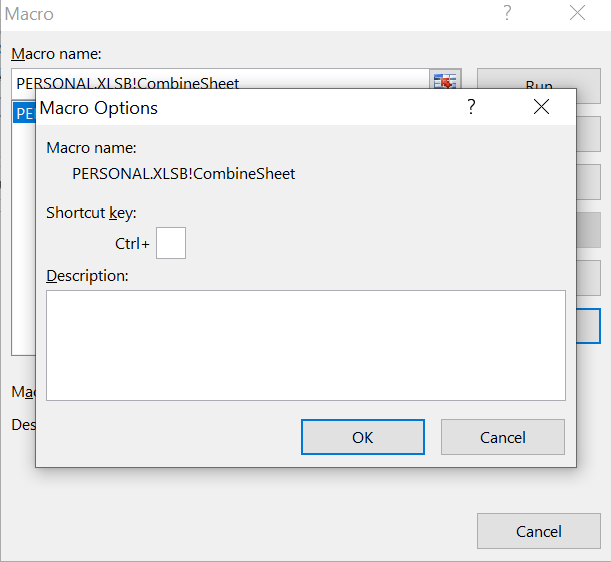 Macro
Macro name:
PERSONAL.XLSB!CombineSheet
Macro Options
Macro name:
PERSONAL.XLSB!CombineSheet
Shortcut key:
Ctrl+
Description:
OK Cancel
Cancel